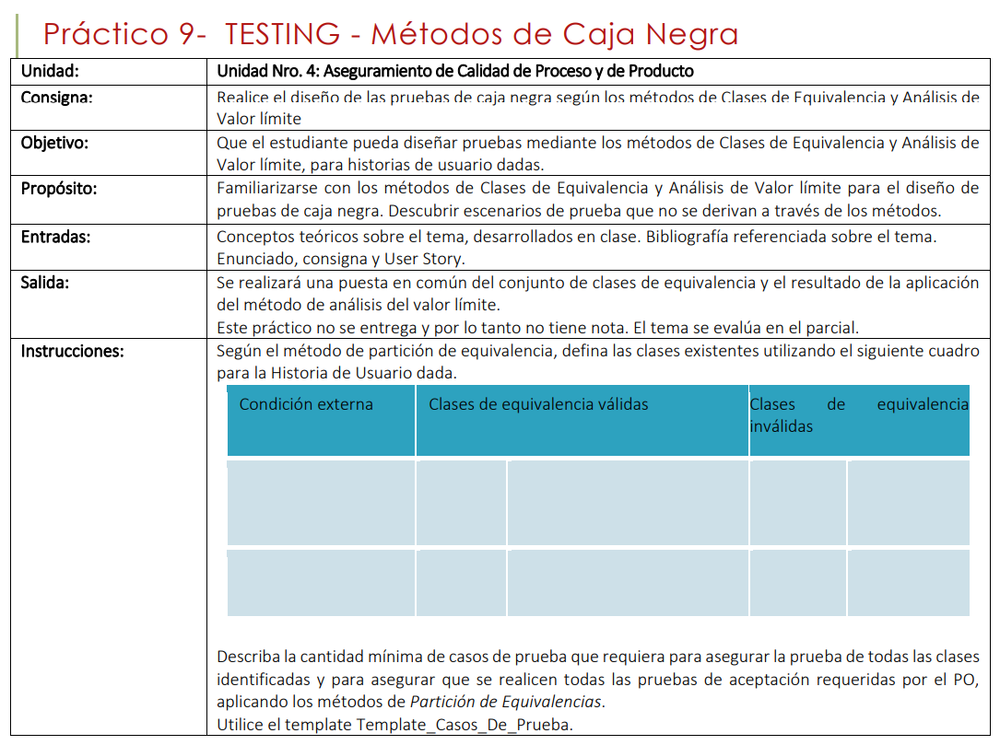 Práctico 9- TESTING - Métodos de Caja Negra
Unidad: Unidad Nro. 4: Aseguramiento de Calidad de Proceso y de Producto
Consigna: Realice el diseño de las pruebas de caja negra según los métodos de Clases de Equivalencia y Análisis de
Valor límite
Objetivo: Que el estudiante pueda diseñar pruebas mediante los métodos de Clases de Equivalencia y Análisis de
Valor límite, para historias de usuario dadas.
Propósito: Familiarizarse con los métodos de Clases de Equivalencia y Análisis de Valor límite para el diseño de
pruebas de caja negra. Descubrir escenarios de prueba que no se derivan a través de los métodos.
Entradas: Conceptos teóricos sobre el tema, desarrollados en clase. Bibliografía referenciada sobre el tema.
Enunciado, consigna y User Story.
Salida: Se realizará una puesta en común del conjunto de clases de equivalencia y el resultado de la aplicación
del método de análisis del valor límite.
Este práctico no se entrega y por lo tanto no tiene nota. El tema se evalúa en el parcial.
Instrucciones: Según el método de partición de equivalencia, defina las clases existentes utilizando el siguiente cuadro
para la Historia de Usuario dada.
Condición externa Clases de equivalencia válidas Clases de equivalencia
inválidas
Describa la cantidad mínima de casos de prueba que requiera para asegurar la prueba de todas las clases
identificadas y para asegurar que se realicen todas las pruebas de aceptación requeridas por el PO,
aplicando los métodos de Partición de Equivalencias.
Utilice el template Template_Casos_De_Prueba.